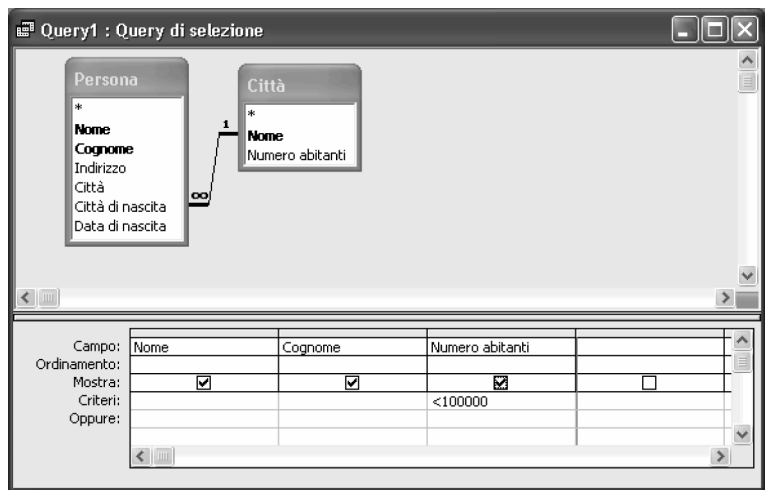 Query1 : Query di selezione
Persona
*
Nome
Cognome
Indirizzo
Città
Città di nascita
Data di nascita
1
∞
Città
*
Nome
Numero abitanti
Campo: Nome Cognome Numero abitanti
Ordinamento:
Mostra:
Criteri: <100000
Oppure: